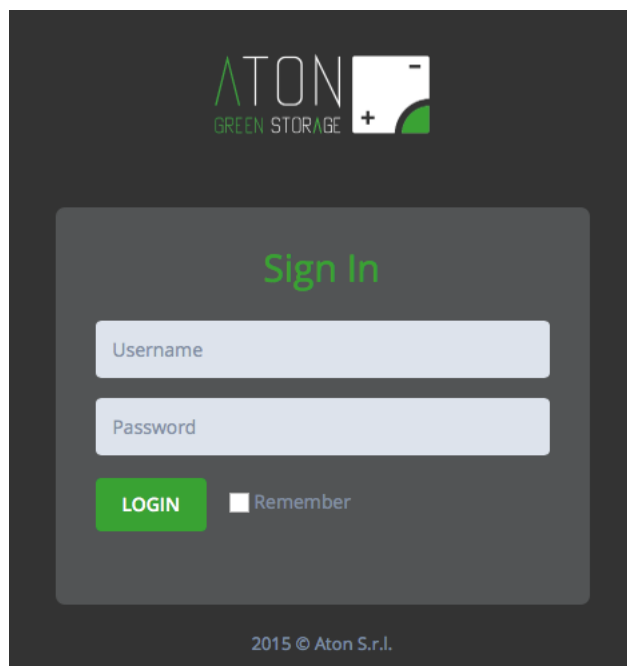 ATON
GREEN STORAGE
Sign In
Username
Password
LOGIN
Remember
2015 © Aton S.r.l.